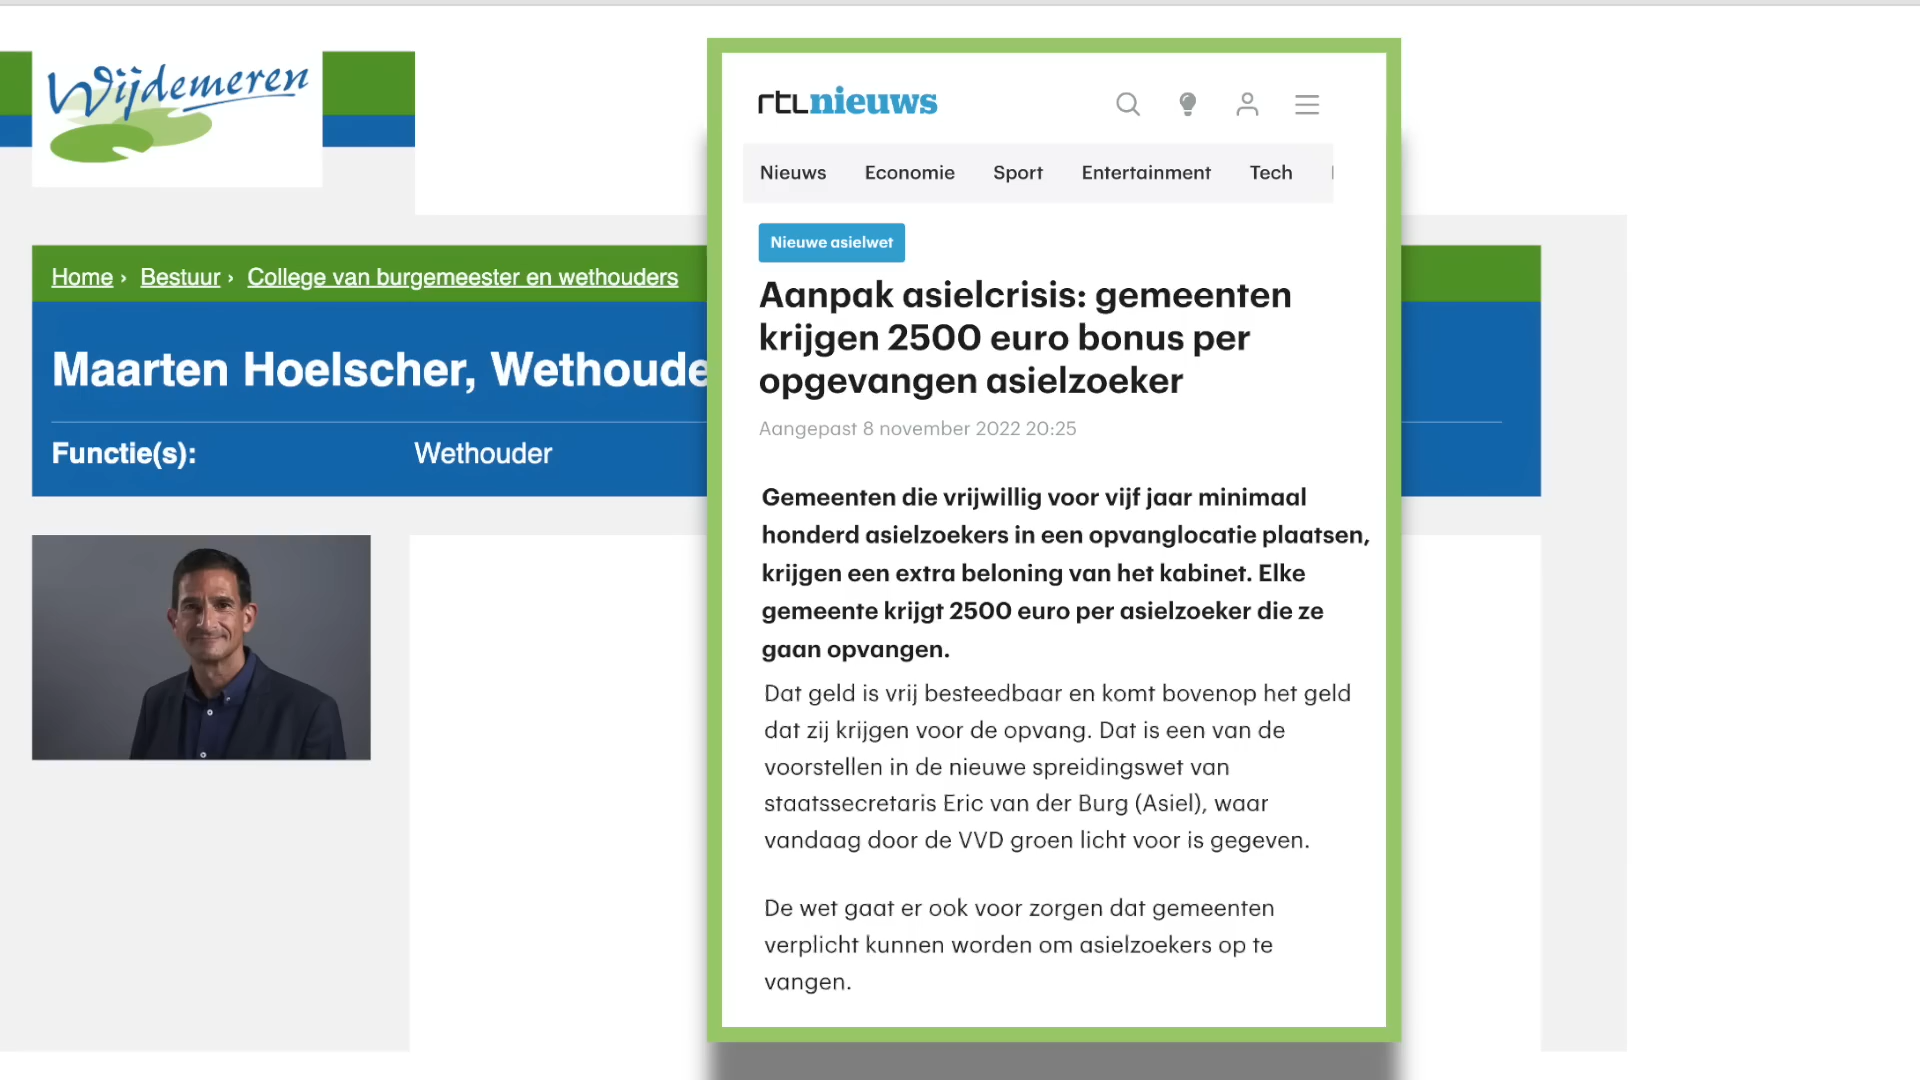 Wijdemeren
Home › Bestuur › College van burgemeester en wethouders
Maarten Hoelscher, Wethoude
Functie(s): Wethouder
rtlnieuws
Nieuws Economie Sport Entertainment Tech
Nieuwe asielwet
Aanpak asielcrisis: gemeenten
krijgen 2500 euro bonus per
opgevangen asielzoeker
Aangepast 8 november 2022 20:25
Gemeenten die vrijwillig voor vijf jaar minimaal
honderd asielzoekers in een opvanglocatie plaatsen,
krijgen een extra beloning van het kabinet. Elke
gemeente krijgt 2500 euro per asielzoeker die ze
gaan opvangen.
Dat geld is vrij besteedbaar en komt bovenop het geld
dat zij krijgen voor de opvang. Dat is een van de
voorstellen in de nieuwe spreidingswet van
staatssecretaris Eric van der Burg (Asiel), waar
vandaag door de VVD groen licht voor is gegeven.
De wet gaat er ook voor zorgen dat gemeenten
verplicht kunnen worden om asielzoekers op te
vangen.